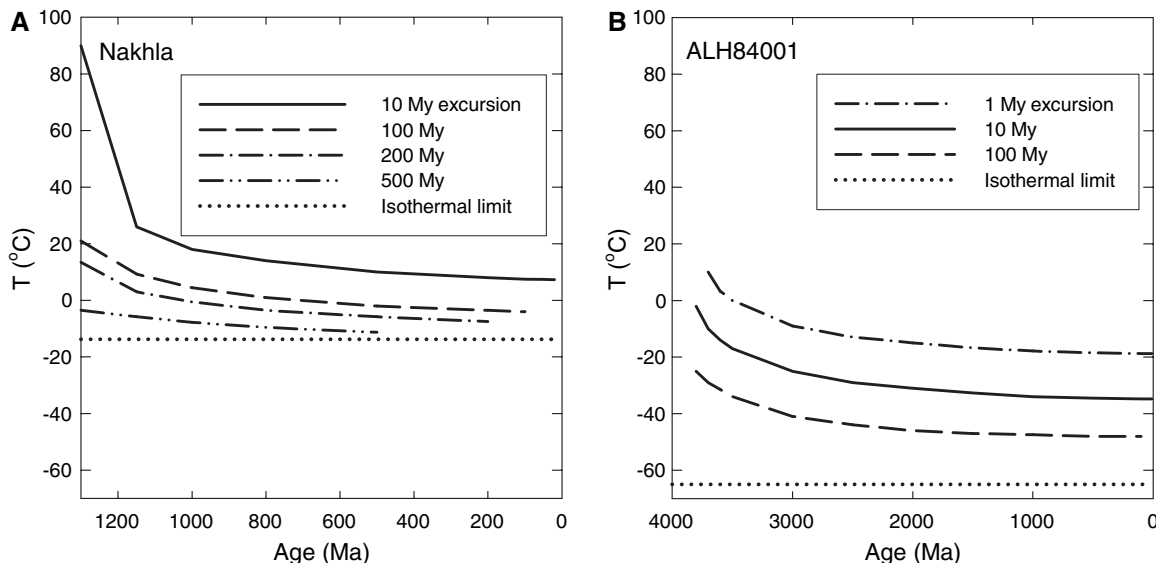 A
Nakhla
10 My excursion
100 My
200 My
500 My
Isothermal limit
100
80
60
40
20
0
-20
-40
-60
T (°C)
1200 1000 800 600 400 200 0
Age (Ma)
B
ALH84001
1 My excursion
10 My
100 My
Isothermal limit
100
80
60
40
20
0
-20
-40
-60
T (°C)
4000 3000 2000 1000 0
Age (Ma)